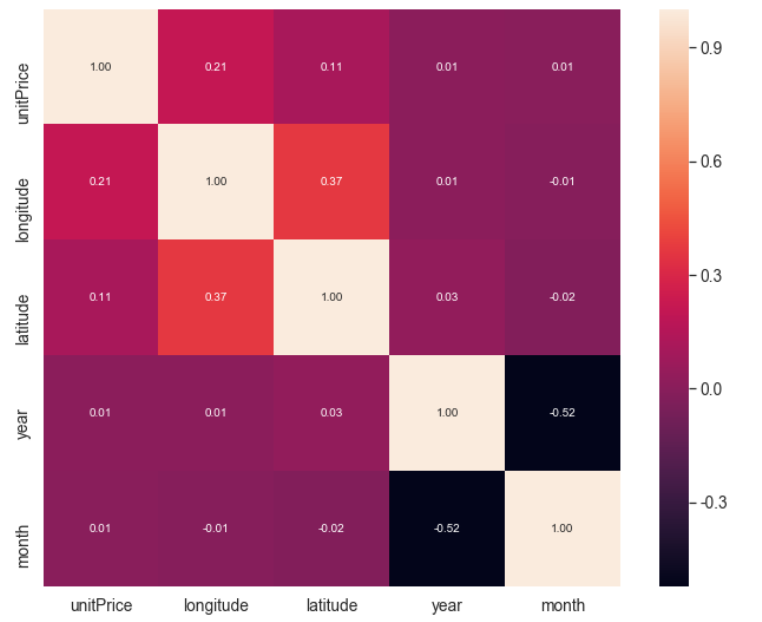 unitPrice 1.00 0.21 0.11 0.01 0.01
longitude 0.21 1.00 0.37 0.01 -0.01
latitude 0.11 0.37 1.00 0.03 -0.02
year 0.01 0.01 0.03 1.00 -0.52
month 0.01 -0.01 -0.02 -0.52 1.00
unitPrice longitude latitude year month
0.9
0.6
0.3
0.0
-0.3